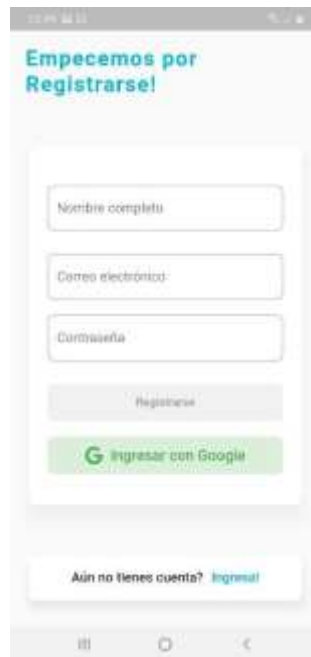 Empecemos por
Registrarse!
Nombre completo
Correo electrónico
Contraseña
Registrarse
G Ingresar con Google
Aún no tienes cuenta? Ingresa!